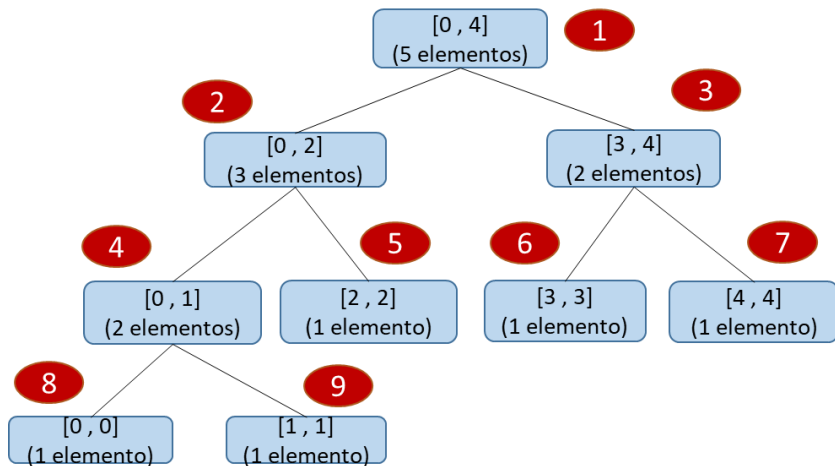 [0 , 4]
(5 elementos)
1
2
3
[0 , 2]
(3 elementos)
[3 , 4]
(2 elementos)
4
5
6
7
[0 , 1]
(2 elementos)
[2 , 2]
(1 elemento)
[3 , 3]
(1 elemento)
[4 , 4]
(1 elemento)
8
9
[0 , 0]
(1 elemento)
[1 , 1]
(1 elemento)